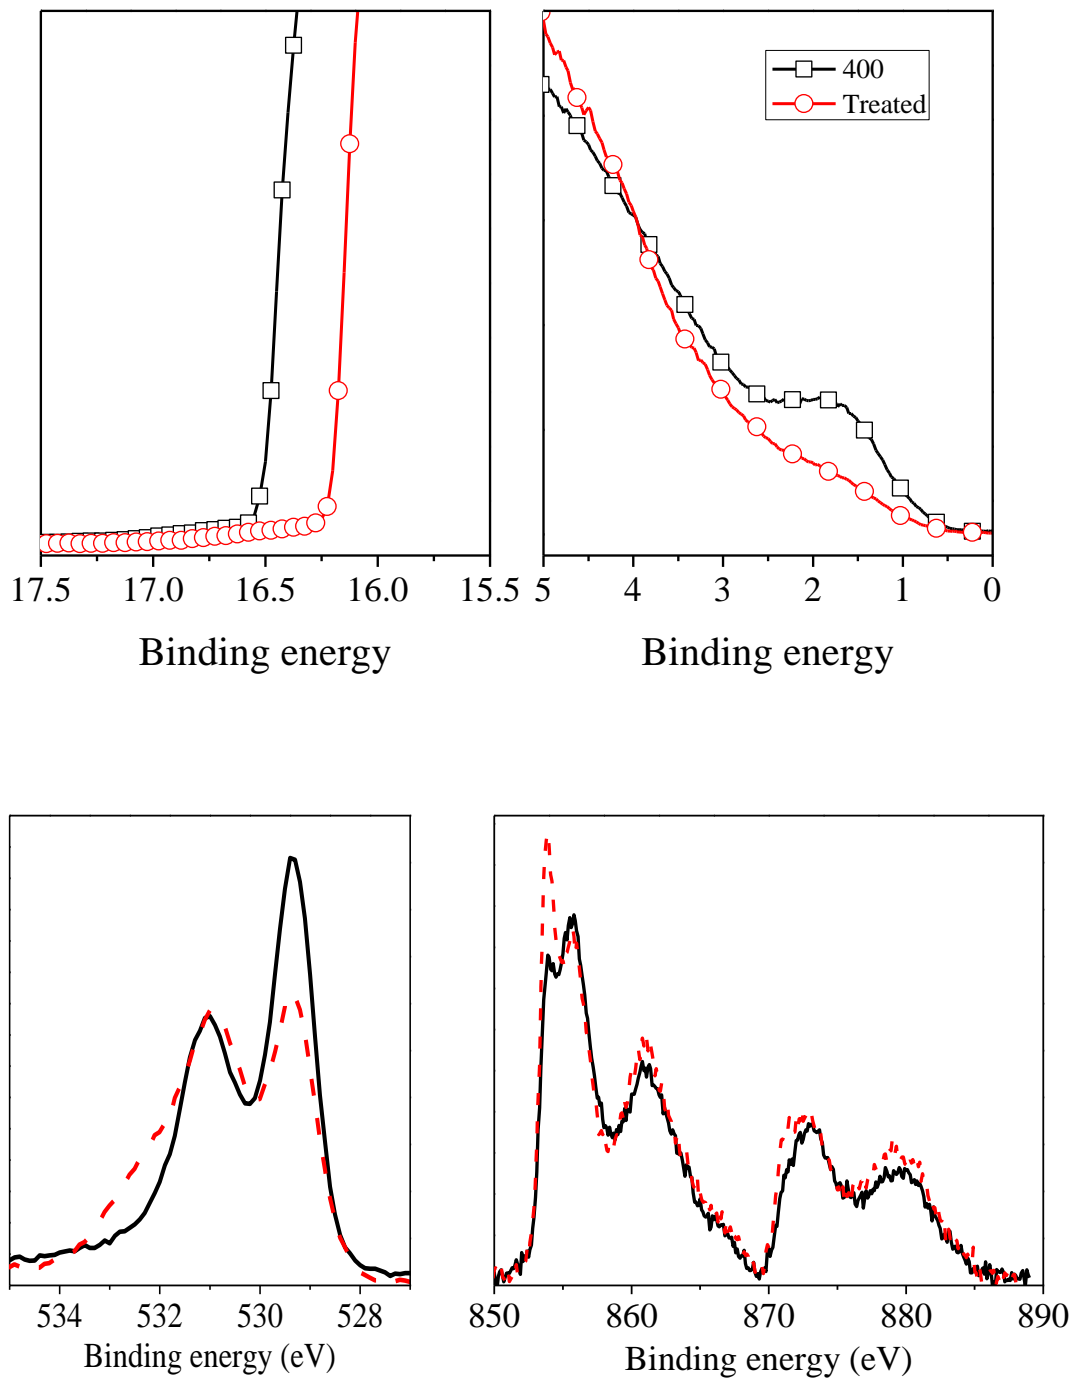 400
Treated
17.5 17.0 16.5 16.0 15.5
5 4 3 2 1 0
Binding energy
Binding energy
534 532 530 528
850 860 870 880 890
Binding energy (eV)
Binding energy (eV)